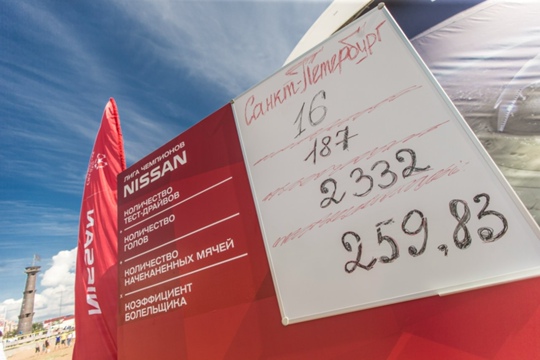 Санкт-Петербург
16
187
2332
259,83
ЛИГА ЧЕМПИОНОВ
NISSAN
КОЛИЧЕСТВО
ТЕСТ-ДРАЙВОВ
КОЛИЧЕСТВО
ГОЛОВ
КОЛИЧЕСТВО
НАЧЕКАНЕННЫХ МЯЧЕЙ
КОЭФФИЦИЕНТ
БОЛЕЛЬЩИКА
NISSAN